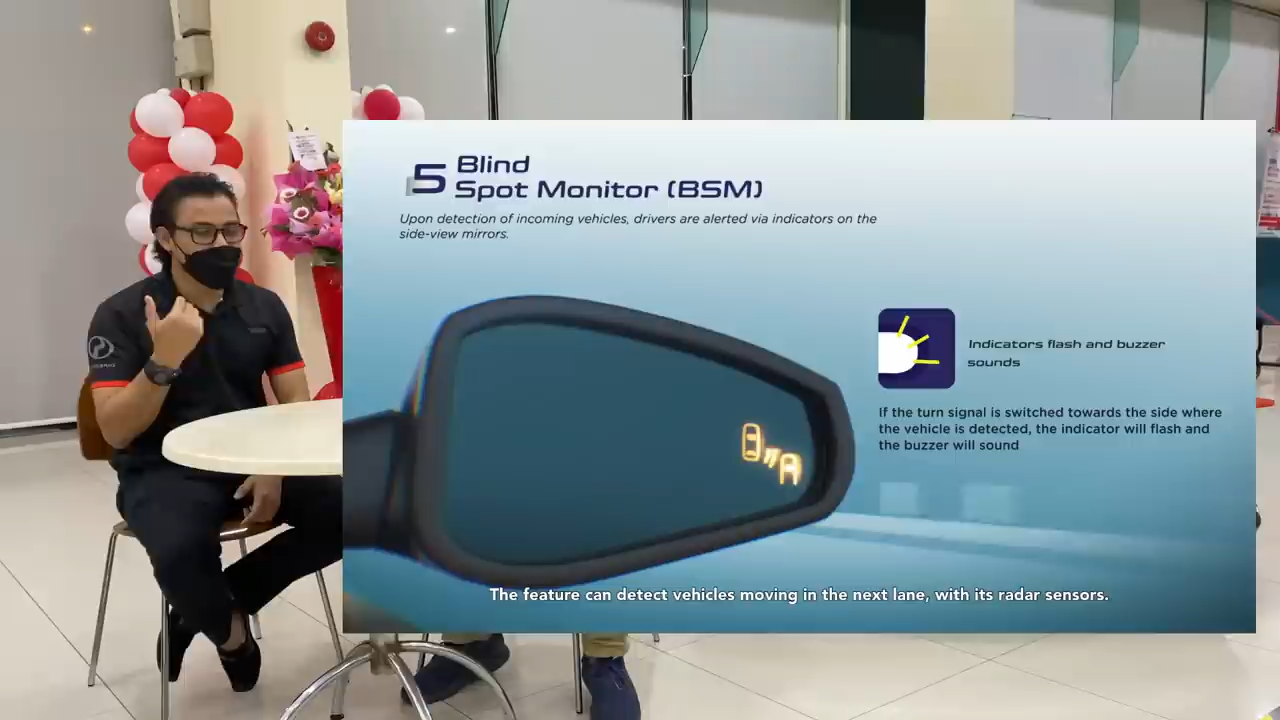 5 Blind
Spot Monitor (BSM)
Upon detection of incoming vehicles, drivers are alerted via indicators on the
side-view mirrors.
Indicators flash and buzzer
sounds
If the turn signal is switched towards the side where
the vehicle is detected, the indicator will flash and
the buzzer will sound
The feature can detect vehicles moving in the next lane, with its radar sensors.